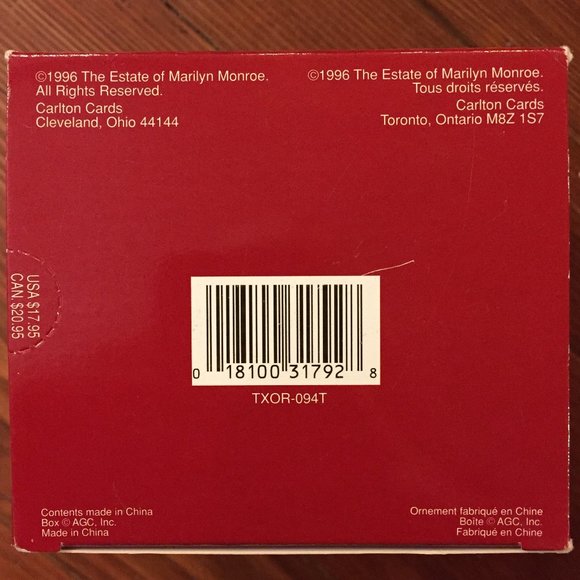 ©1996 The Estate of Marilyn Monroe.
All Rights Reserved.
Carlton Cards
Cleveland, Ohio 44144
©1996 The Estate of Marilyn Monroe.
Tous droits réservés.
Carlton Cards
Toronto, Ontario M8Z 1S7
USA $17.95
CAN. $20.95
0 18100 31792 8
TXOR-094T
Contents made in China
Box © AGC, Inc.
Made in China
Ornement fabriqué en Chine
Boîte © AGC, Inc.
Fabriqué en Chine